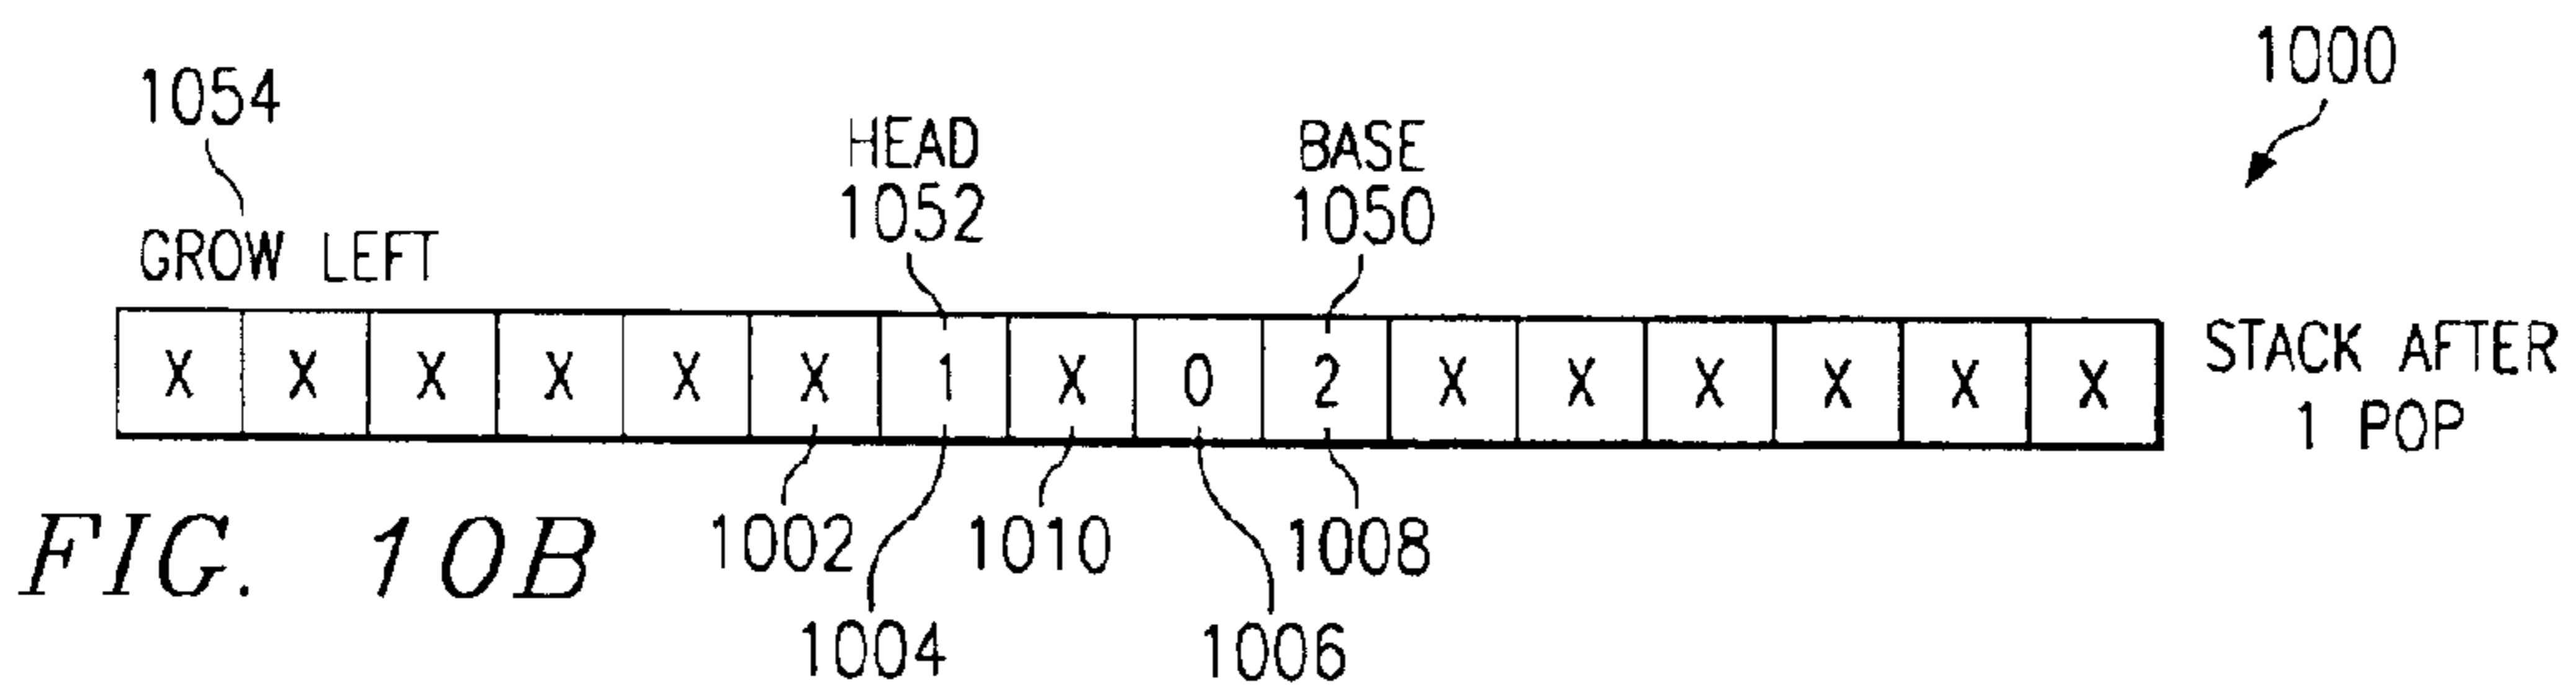 1000
1054
HEAD
1052
BASE
1050
GROW LEFT
X X X X X X 1 X 0 2 X X X X X X
STACK AFTER
1 POP
1002 1010 1008
1004 1006
FIG. 10B